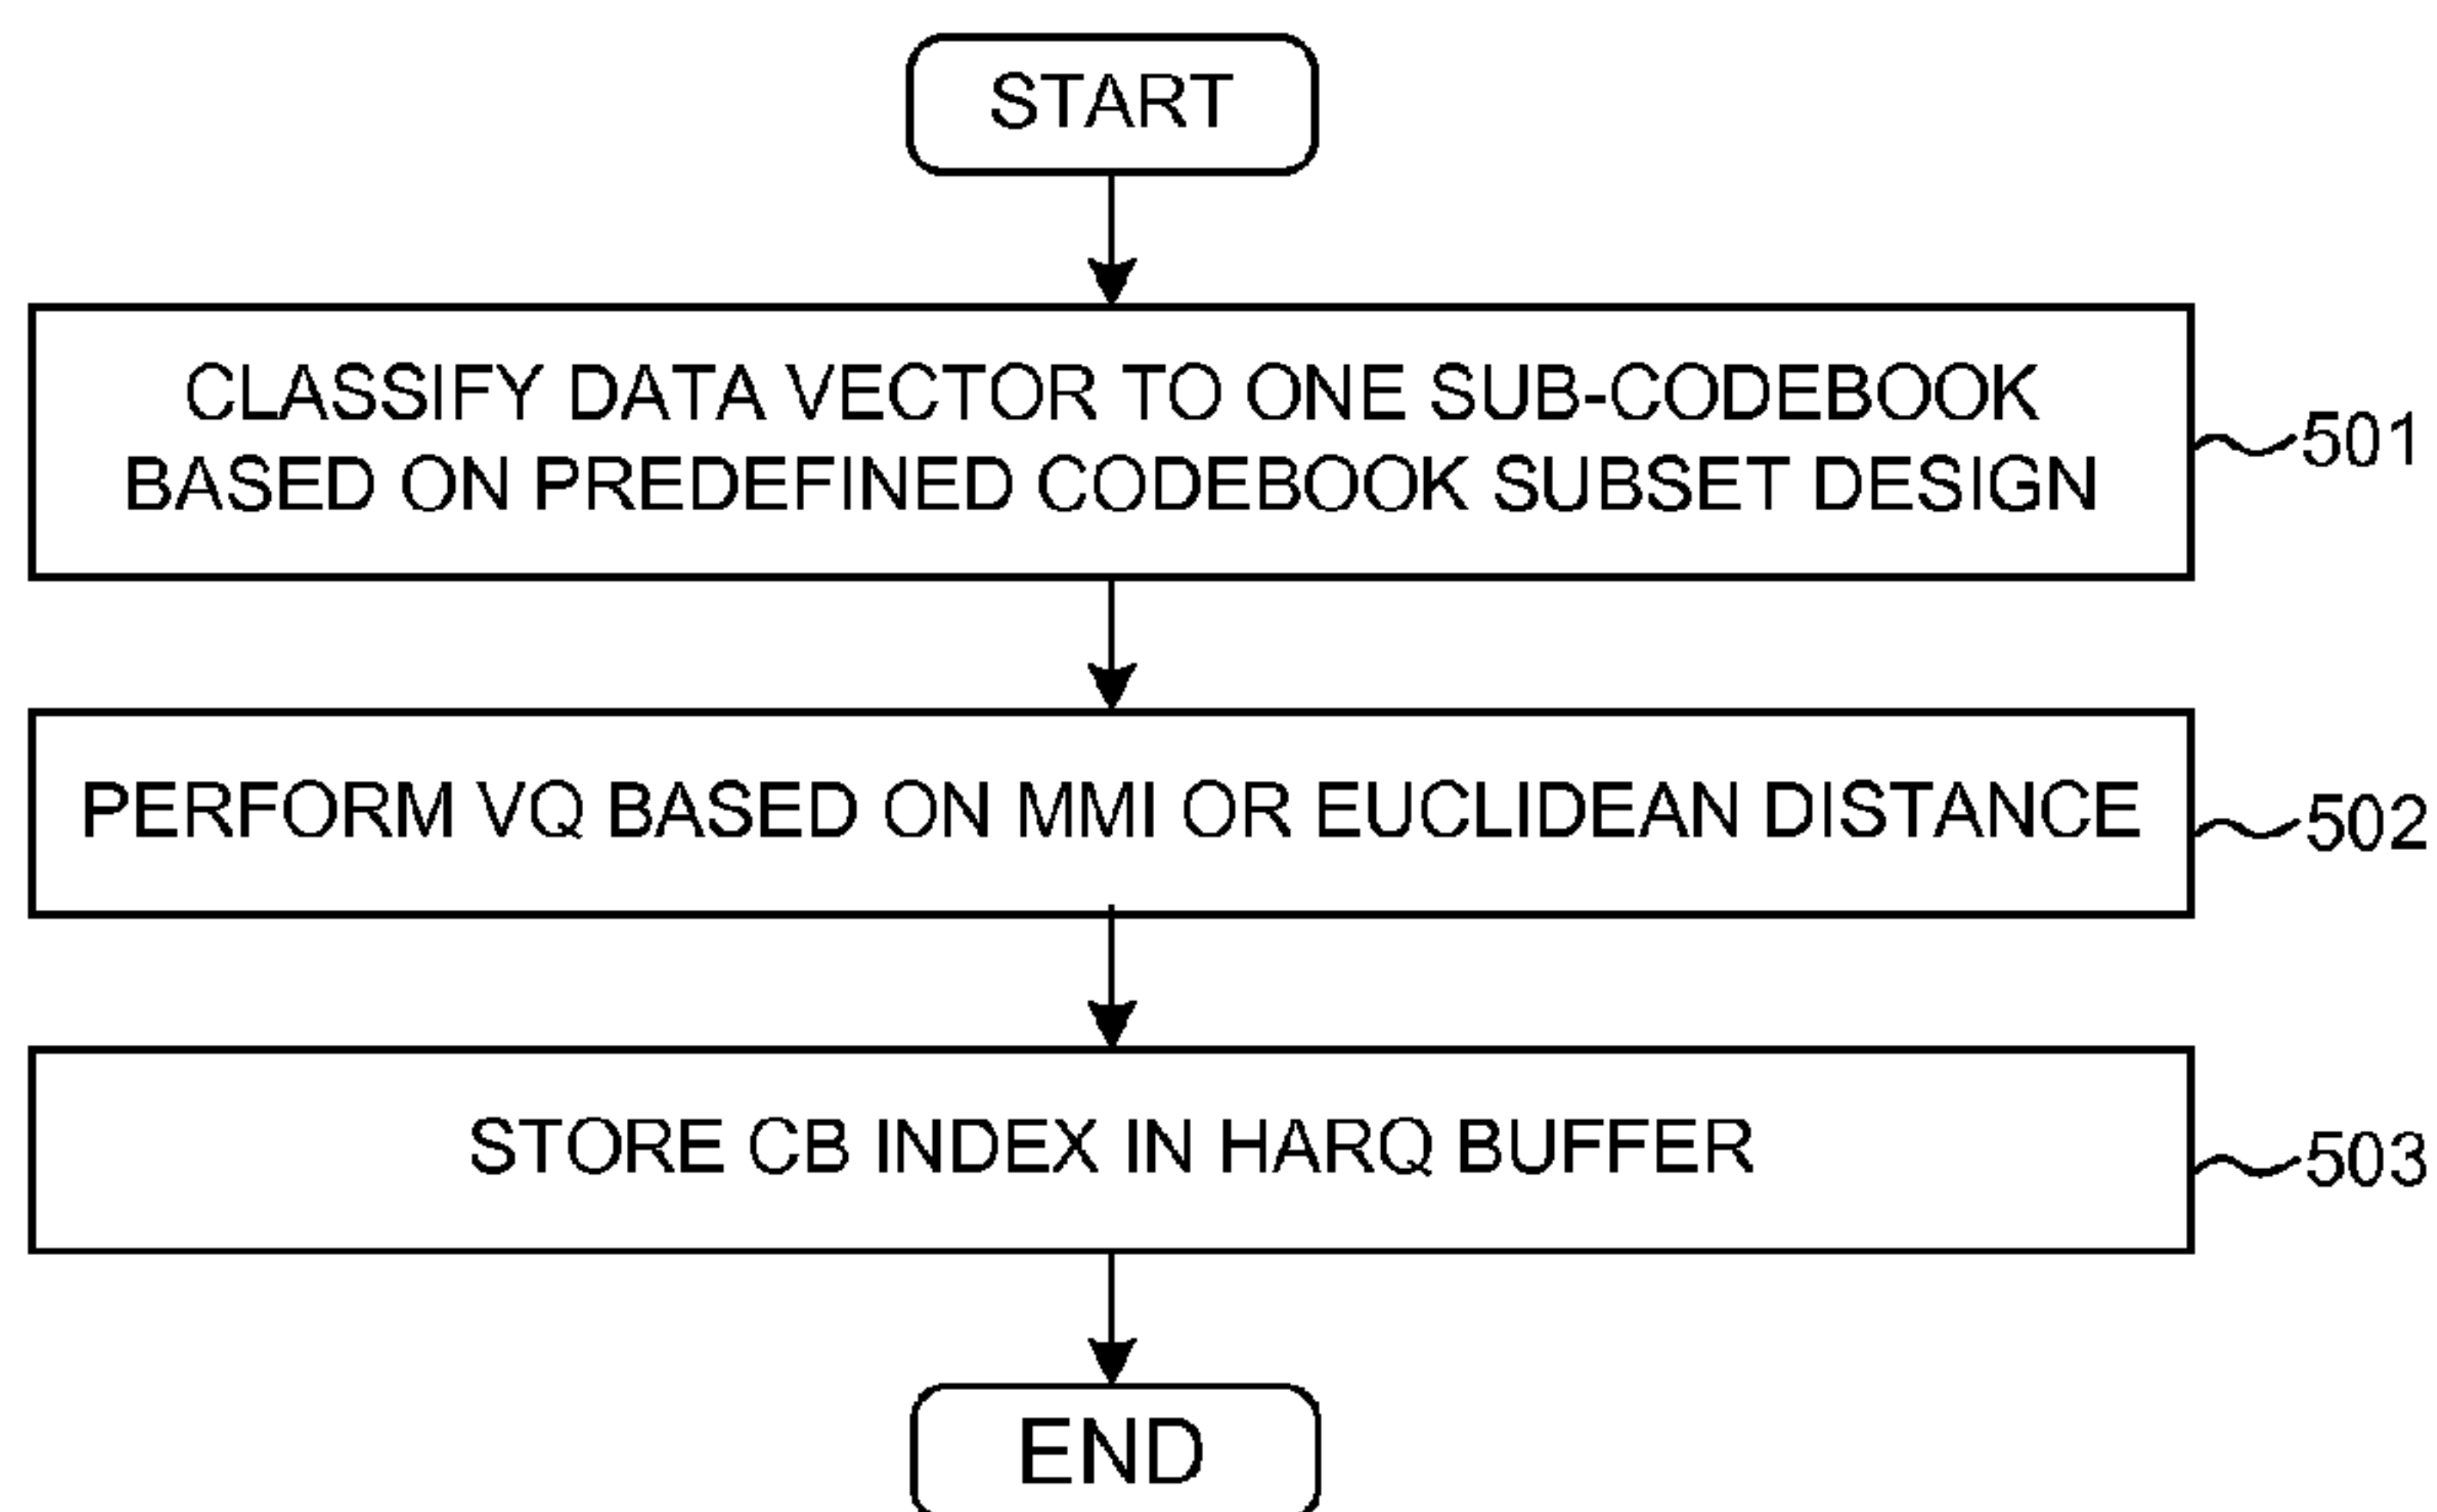 START
CLASSIFY DATA VECTOR TO ONE SUB-CODEBOOK
BASED ON PREDEFINED CODEBOOK SUBSET DESIGN
501
PERFORM VQ BASED ON MMI OR EUCLIDEAN DISTANCE
502
STORE CB INDEX IN HARQ BUFFER
503
END